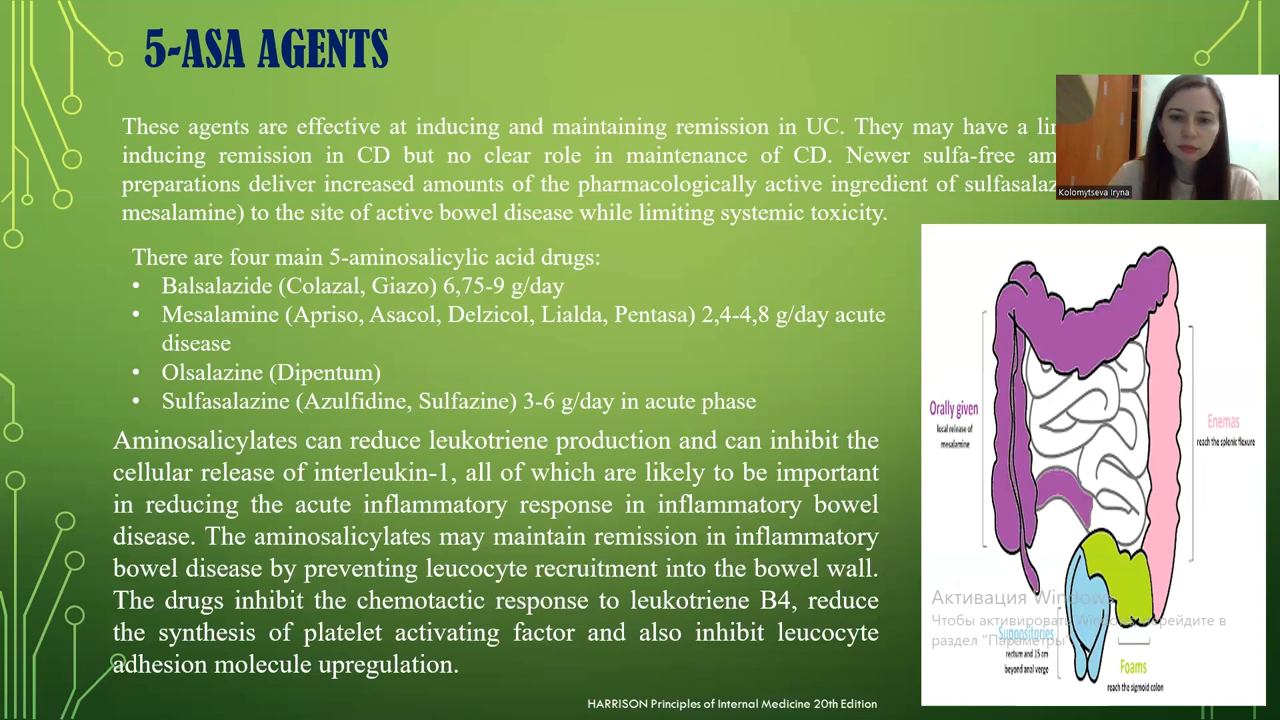 5-ASA AGENTS
These agents are effective at inducing and maintaining remission in UC. They may have a
inducing remission in CD but no clear role in maintenance of CD. Newer sulfa-free
preparations deliver increased amounts of the pharmacologically active ingredient of
mesalamine) to the site of active bowel disease while limiting systemic toxicity.
Kolomytseva Iryna
There are four main 5-aminosalicylic acid drugs:
• Balsalazide (Colazal, Giazo) 6,75-9 g/day
• Mesalamine (Apriso, Asacol, Delzicol, Lialda, Pentasa) 2,4-4,8 g/day acute
disease
• Olsalazine (Dipentum)
• Sulfasalazine (Azulfidine, Sulfazine) 3-6 g/day in acute phase
Aminosalicylates can reduce leukotriene production and can inhibit the
cellular release of interleukin-1, all of which are likely to be important
in reducing the acute inflammatory response in inflammatory bowel
disease. The aminosalicylates may maintain remission in inflammatory
bowel disease by preventing leucocyte recruitment into the bowel wall.
The drugs inhibit the chemotactic response to leukotriene B4, reduce
the synthesis of platelet activating factor and also inhibit leucocyte
adhesion molecule upregulation.
Orally given
local release of
mesalamine
Enemas
reach the splenic flexure
Активация Windows
Чтобы активировать Windows, перейдите в
раздел "Параметры"
Suppositories
rectum and 15 cm
beyond anal verge
Foams
reach the sigmoid colon
HARRISON Principles of Internal Medicine 20th Edition